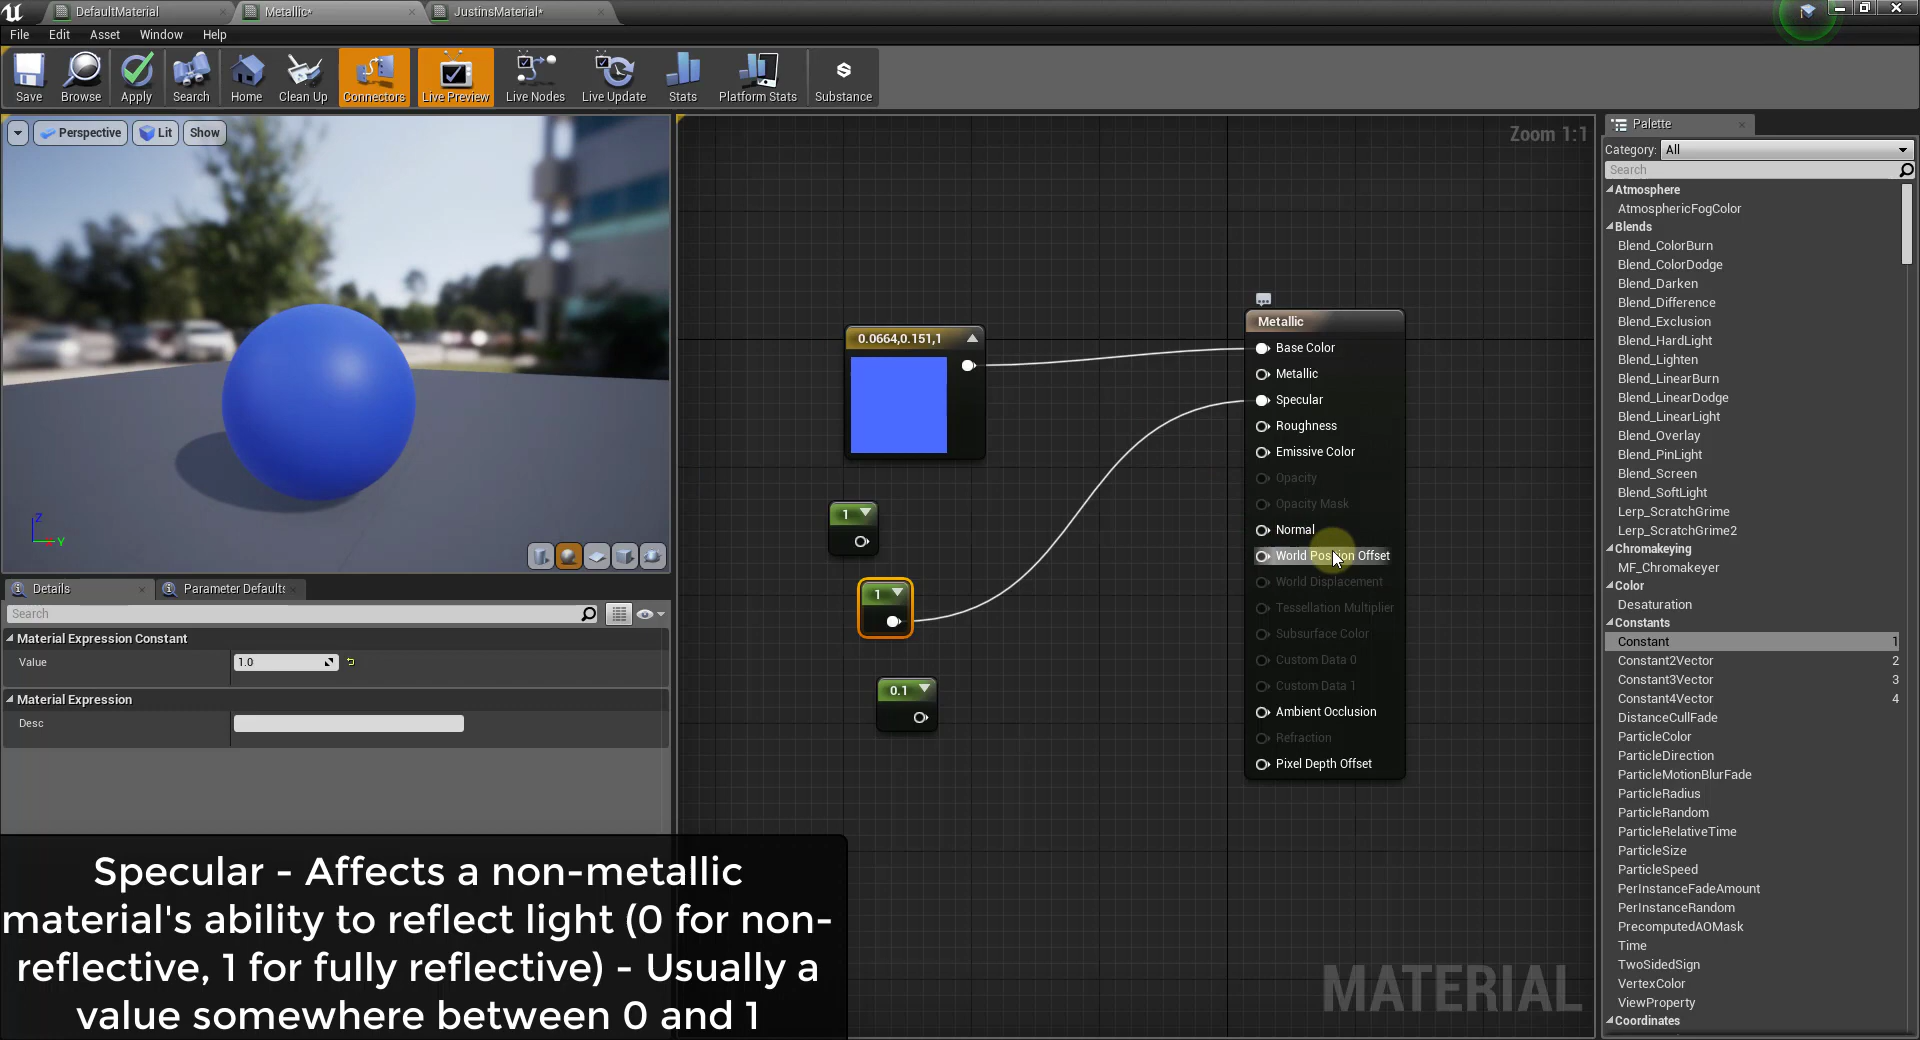 DefaultMaterial
Metallic*
JustinsMaterial*
File Edit Asset Window Help
Save Browse Apply Search Home Clean Up Connectors Live Preview Live Nodes Live Update Stats Platform Stats Substance
Perspective Lit Show
Zoom 1:1
Palette
Category: All
Search
Atmosphere
AtmosphericFogColor
Blends
Blend_ColorBurn
Blend_ColorDodge
Blend_Darken
Blend_Difference
Blend_Exclusion
Blend_HardLight
Blend_Lighten
Blend_LinearBurn
Blend_LinearDodge
Blend_LinearLight
Blend_Overlay
Blend_PinLight
Blend_Screen
Blend_SoftLight
Lerp_ScratchGrime
Lerp_ScratchGrime2
Chromakeying
MF_Chromakeyer
Color
Desaturation
Constants
Constant 1
Constant2Vector 2
Constant3Vector 3
Constant4Vector 4
DistanceCullFade
ParticleColor
ParticleDirection
ParticleMotionBlurFade
ParticleRadius
ParticleRandom
ParticleRelativeTime
ParticleSize
ParticleSpeed
PerInstanceFadeAmount
PerInstanceRandom
PrecomputedAOMask
Time
TwoSidedSign
VertexColor
ViewProperty
Coordinates
0.0664,0.151,1
1
1
0.1
Metallic
Base Color
Metallic
Specular
Roughness
Emissive Color
Opacity
Opacity Mask
Normal
World Position Offset
World Displacement
Tessellation Multiplier
Subsurface Color
Custom Data 0
Custom Data 1
Ambient Occlusion
Refraction
Pixel Depth Offset
MATERIAL
Z
Y
Details
Parameter Defaults
Search
Material Expression Constant
Value 1.0
Material Expression
Desc
Specular - Affects a non-metallic
material's ability to reflect light (0 for non-
reflective, 1 for fully reflective) - Usually a
value somewhere between 0 and 1